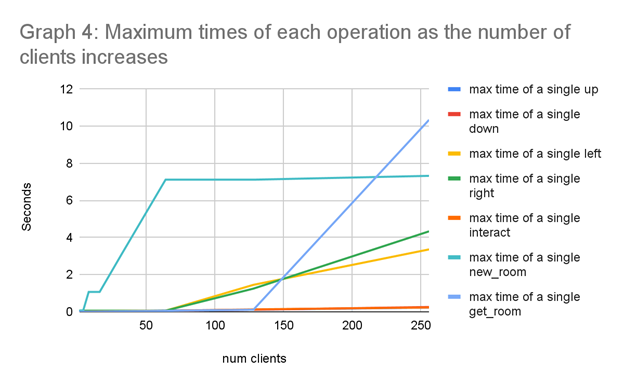 Graph 4: Maximum times of each operation as the number of
clients increases
12
10
8
6
4
2
0
Seconds
50
100
150
200
250
num clients
max time of a single up
max time of a single
down
max time of a single left
max time of a single
right
max time of a single
interact
max time of a single
new_room
max time of a single
get_room